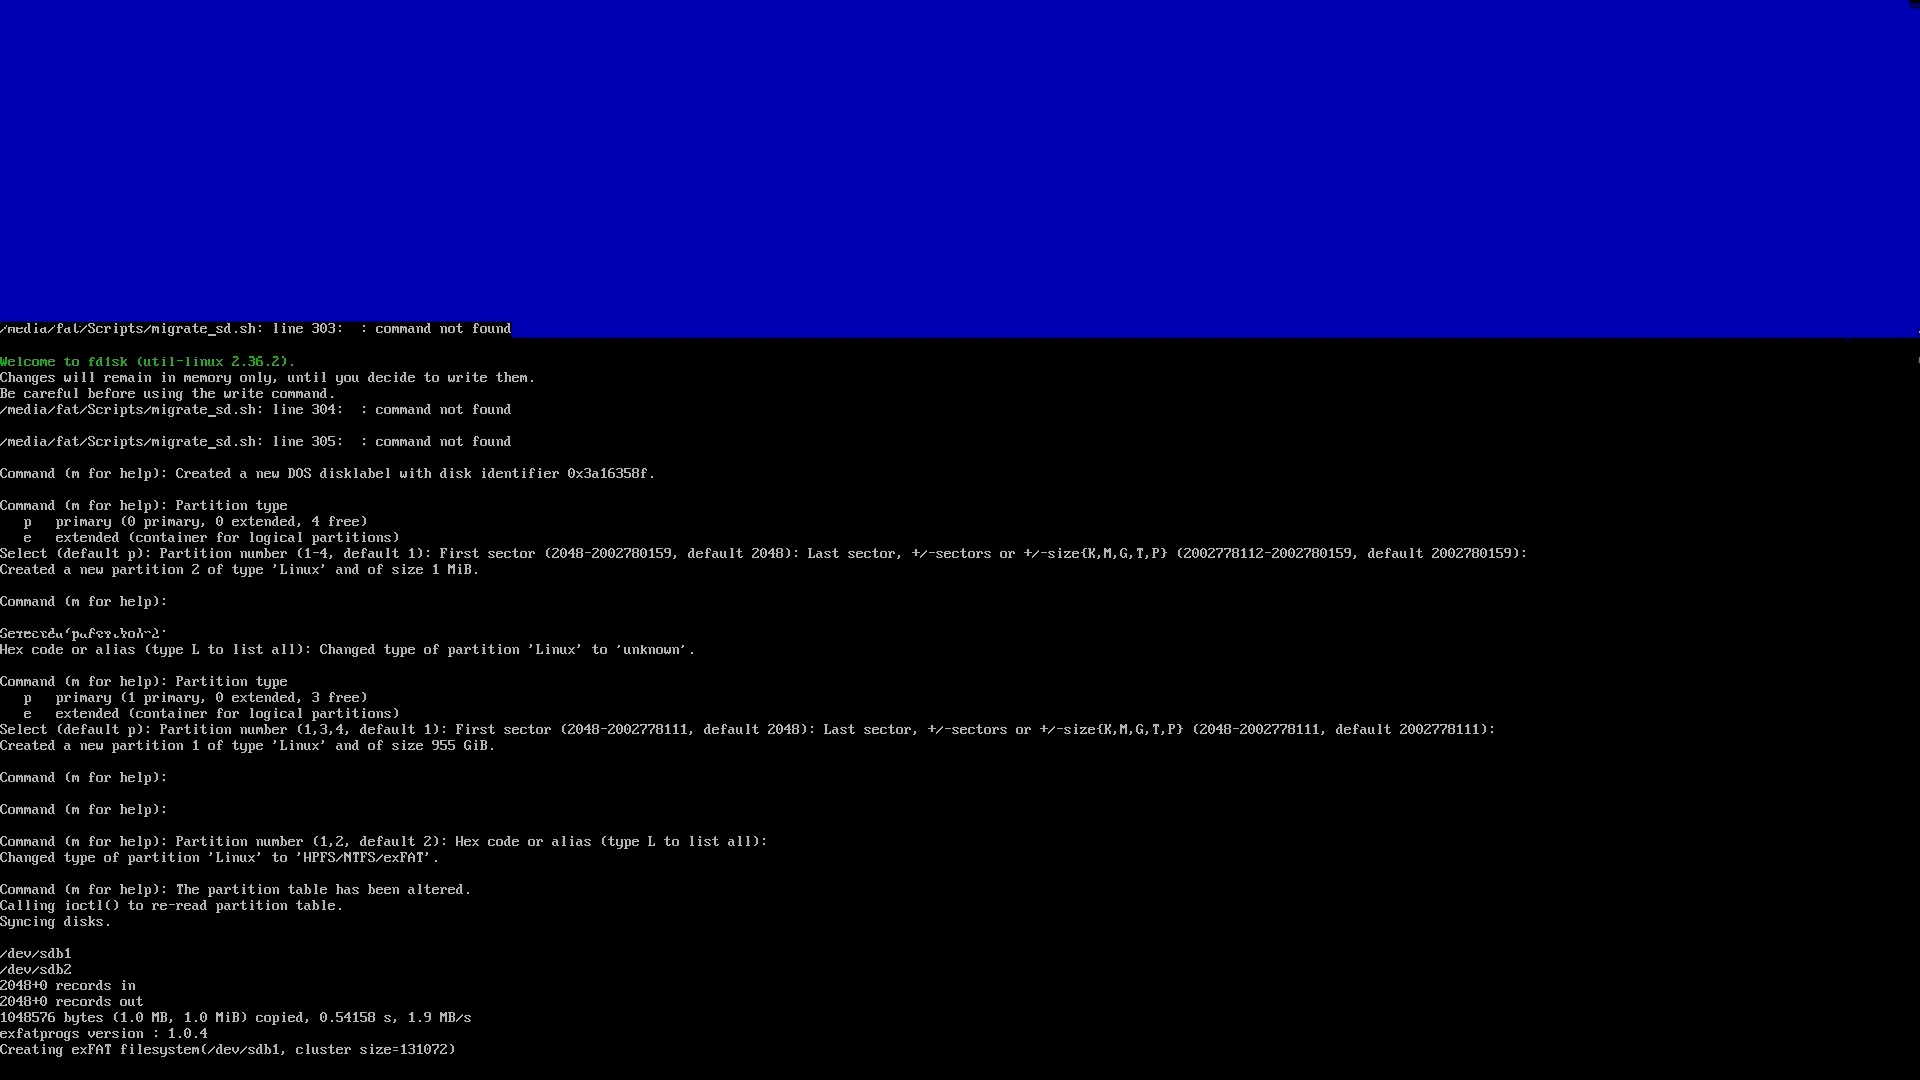 /media/fat/Scripts/migrate_sd.sh: line 303:  : command not found
Welcome to fdisk (util-linux 2.36.2).
Changes will remain in memory only, until you decide to write them.
Be careful before using the write command.
/media/fat/Scripts/migrate_sd.sh: line 304:  : command not found
/media/fat/Scripts/migrate_sd.sh: line 305:  : command not found
Command (m for help): Created a new DOS disklabel with disk identifier 0x3a16358f.
Command (m for help): Partition type
   p   primary (0 primary, 0 extended, 4 free)
   e   extended (container for logical partitions)
Select (default p): Partition number (1-4, default 1): First sector (2048-2002780159, default 2048): Last sector, +/-sectors or +/-size{K,M,G,T,P} (2002778112-2002780159, default 2002780159):
Created a new partition 2 of type 'Linux' and of size 1 MiB.
Command (m for help):
Hex code or alias (type L to list all): Changed type of partition 'Linux' to 'unknown'.
Command (m for help): Partition type
   p   primary (1 primary, 0 extended, 3 free)
   e   extended (container for logical partitions)
Select (default p): Partition number (1,3,4, default 1): First sector (2048-2002778111, default 2048): Last sector, +/-sectors or +/-size{K,M,G,T,P} (2048-2002778111, default 2002778111):
Created a new partition 1 of type 'Linux' and of size 955 GiB.
Command (m for help):
Command (m for help):
Command (m for help): Partition number (1,2, default 2): Hex code or alias (type L to list all):
Changed type of partition 'Linux' to 'HPFS/NTFS/exFAT'.
Command (m for help): The partition table has been altered.
Calling ioctl() to re-read partition table.
Syncing disks.
/dev/sdb1
/dev/sdb2
2048+0 records in
2048+0 records out
1048576 bytes (1.0 MB, 1.0 MiB) copied, 0.54158 s, 1.9 MB/s
exfatprogs version : 1.0.4
Creating exFAT filesystem(/dev/sdb1, cluster size=131072)